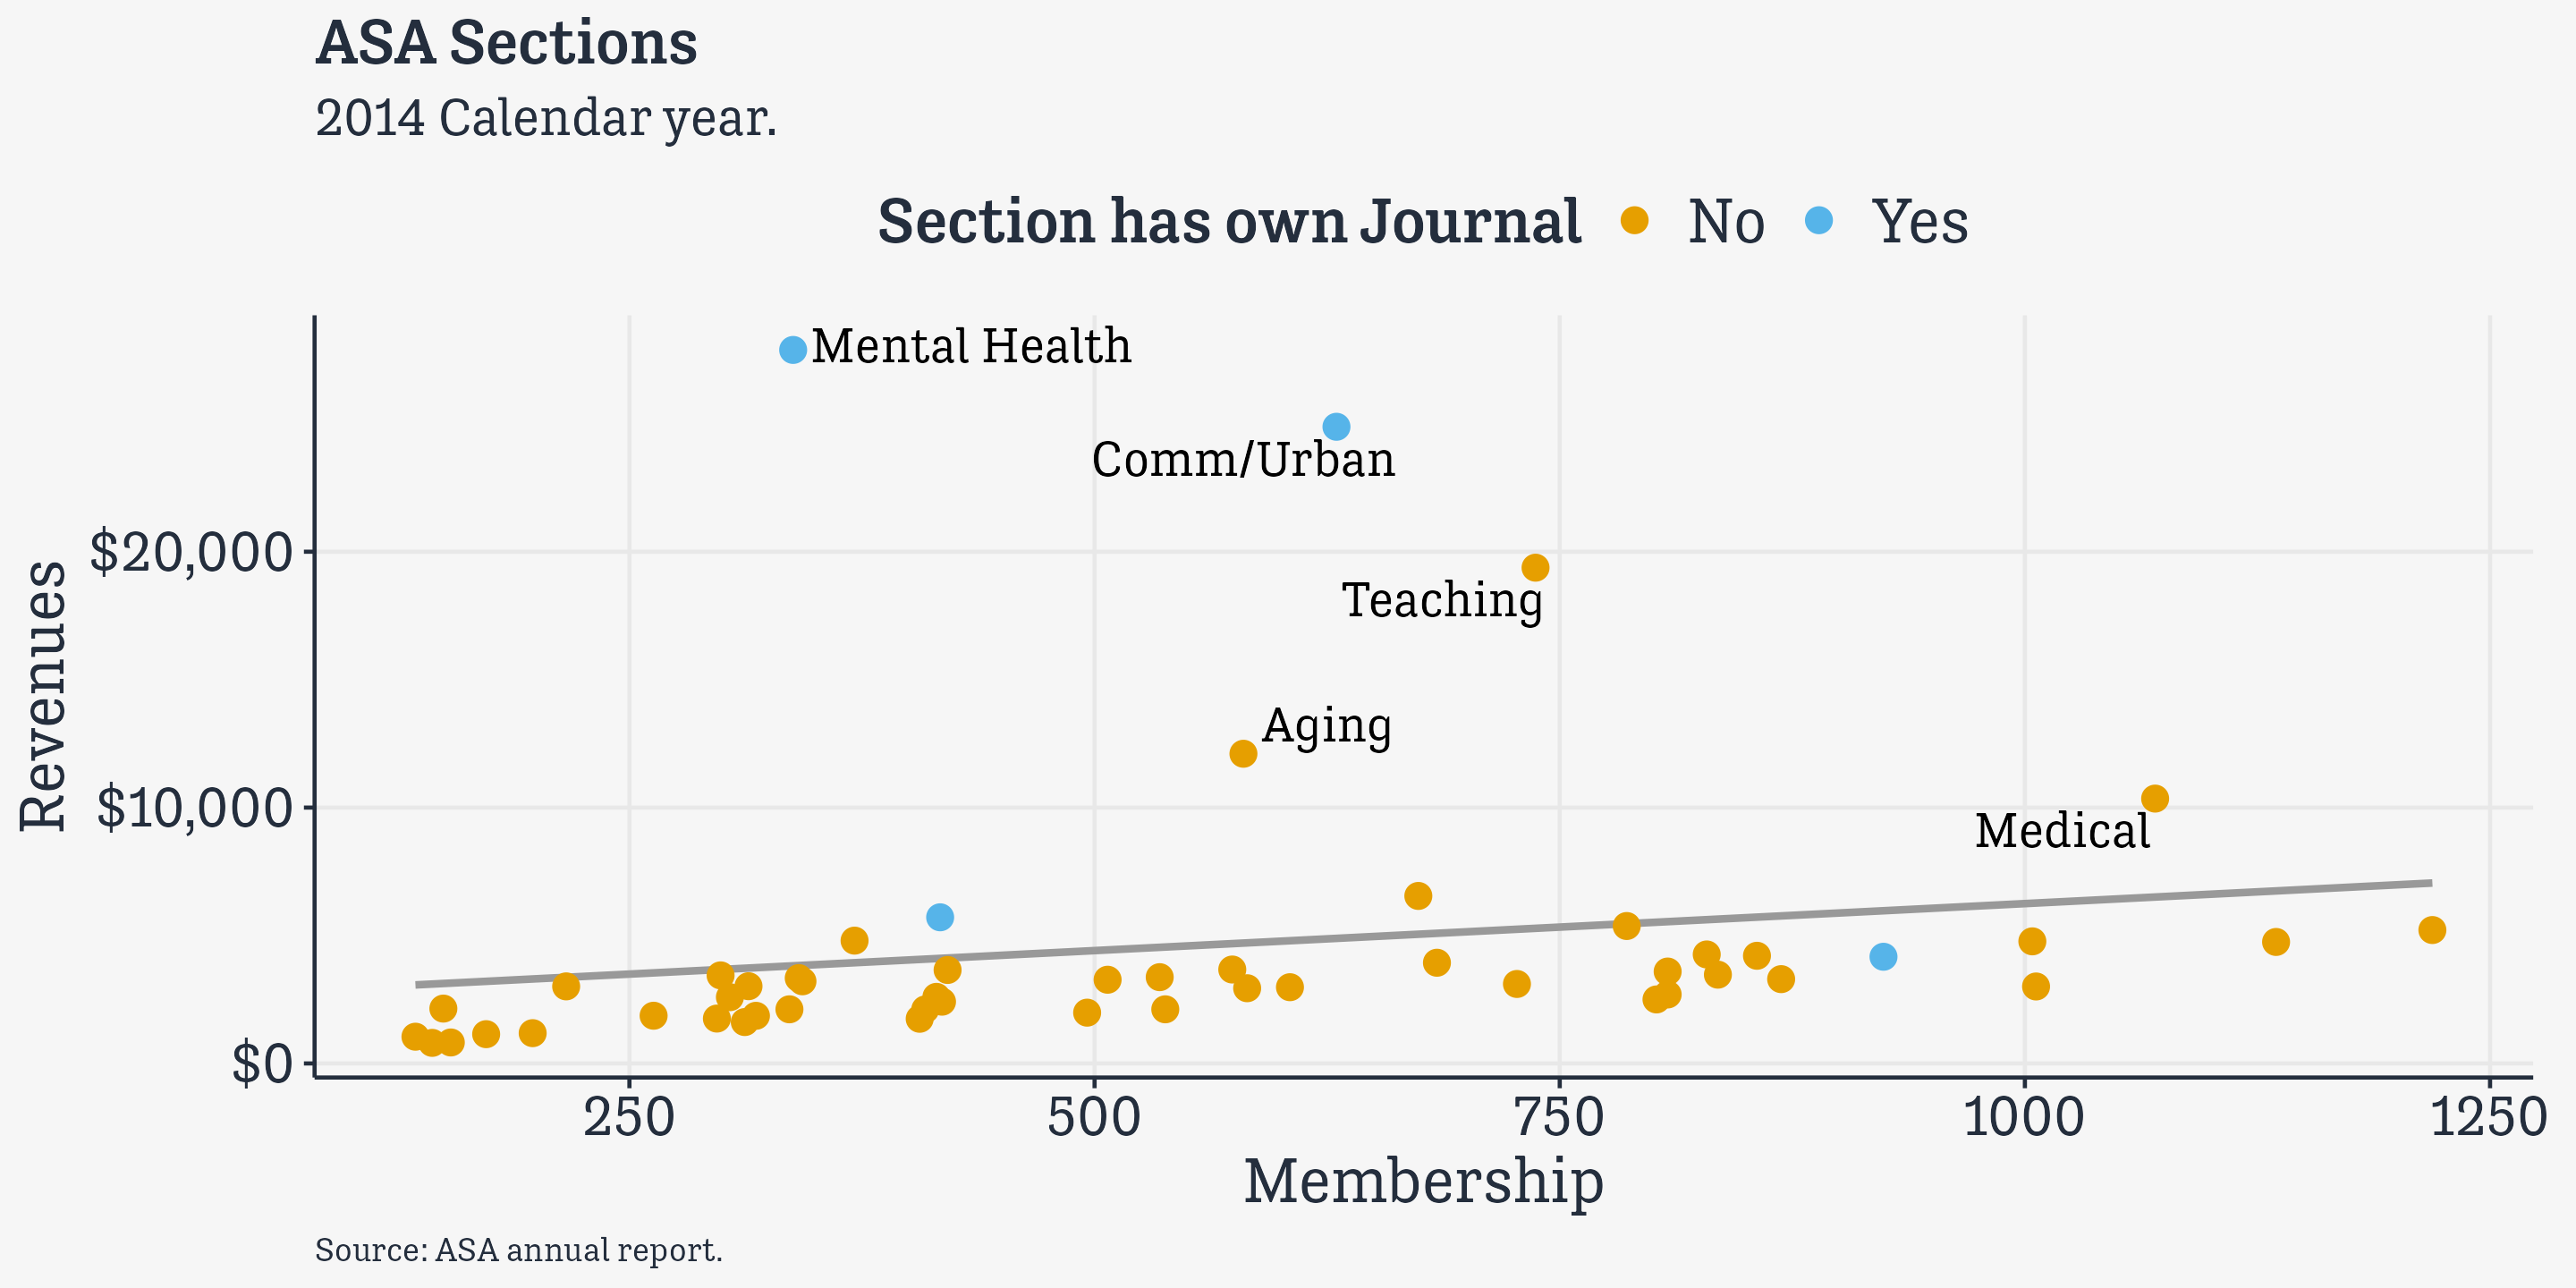 ASA Sections
2014 Calendar year.
Section has own Journal No Yes
Mental Health
Comm/Urban
$20,000
Teaching
Aging
$10,000
Medical
$0
Revenues
250 500 750 1000 1250
Membership
Source: ASA annual report.